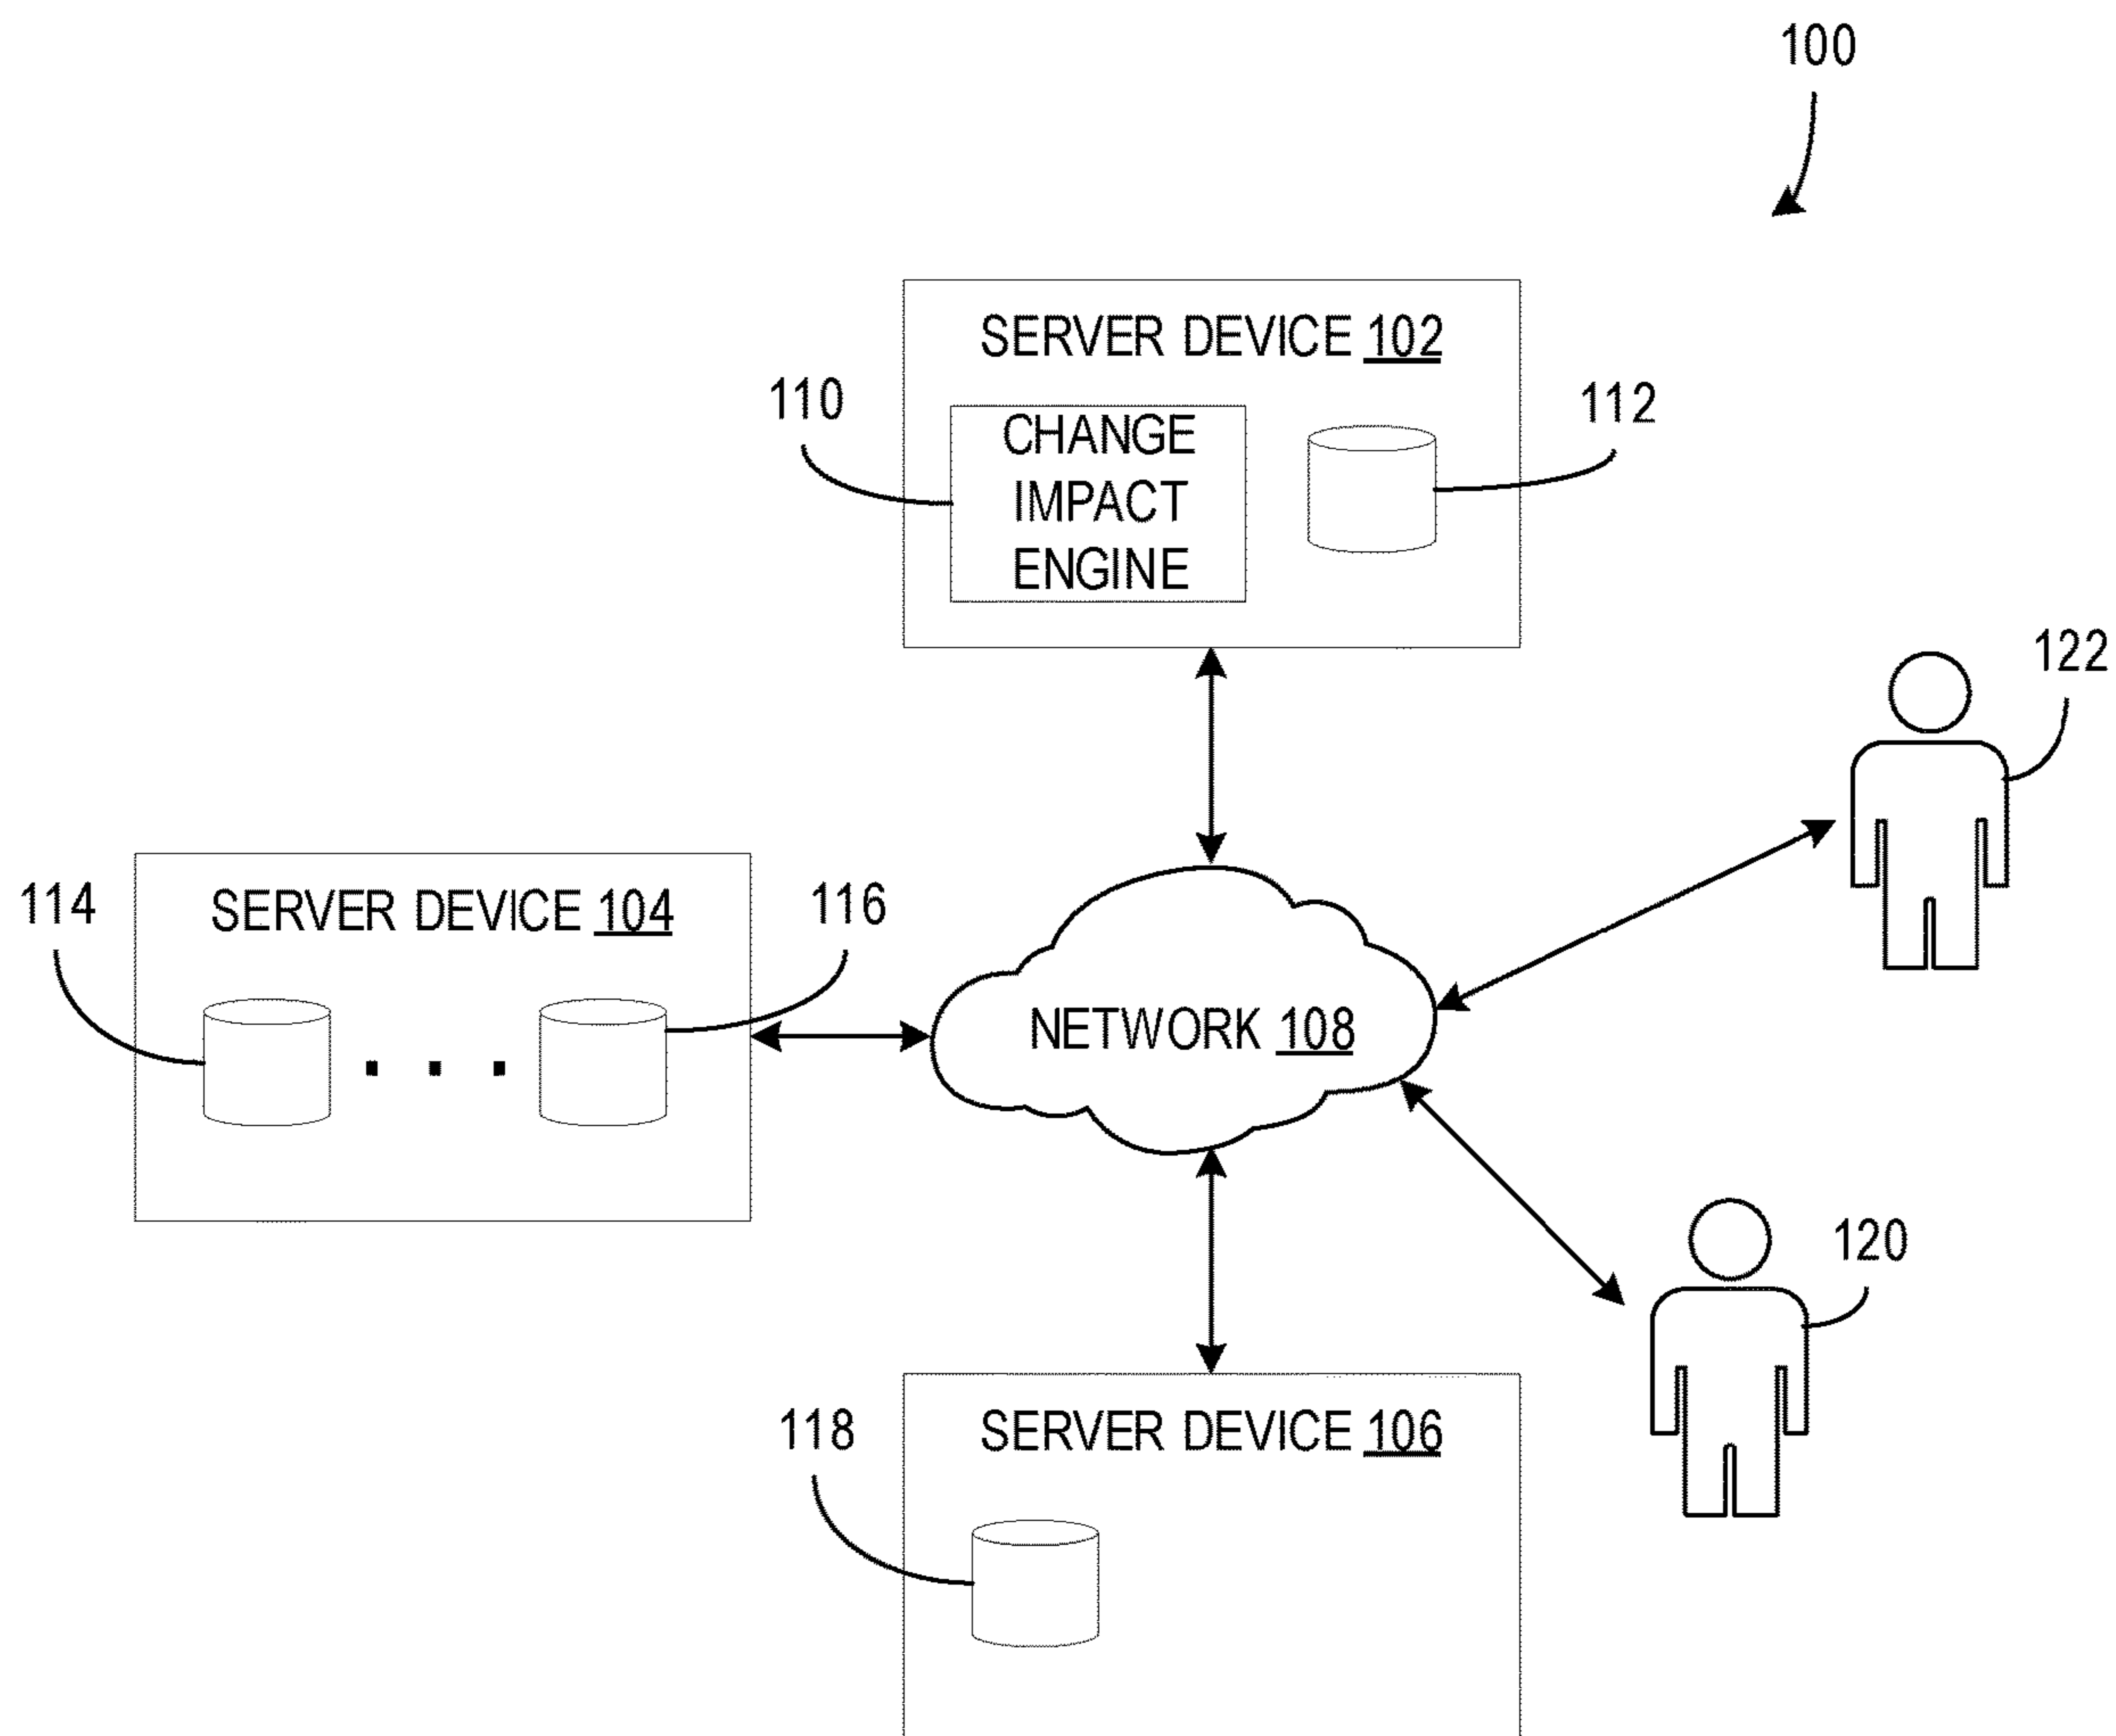 100
SERVER DEVICE 102
110
CHANGE
IMPACT
ENGINE
112
122
114
SERVER DEVICE 104
116
NETWORK 108
120
118
SERVER DEVICE 106